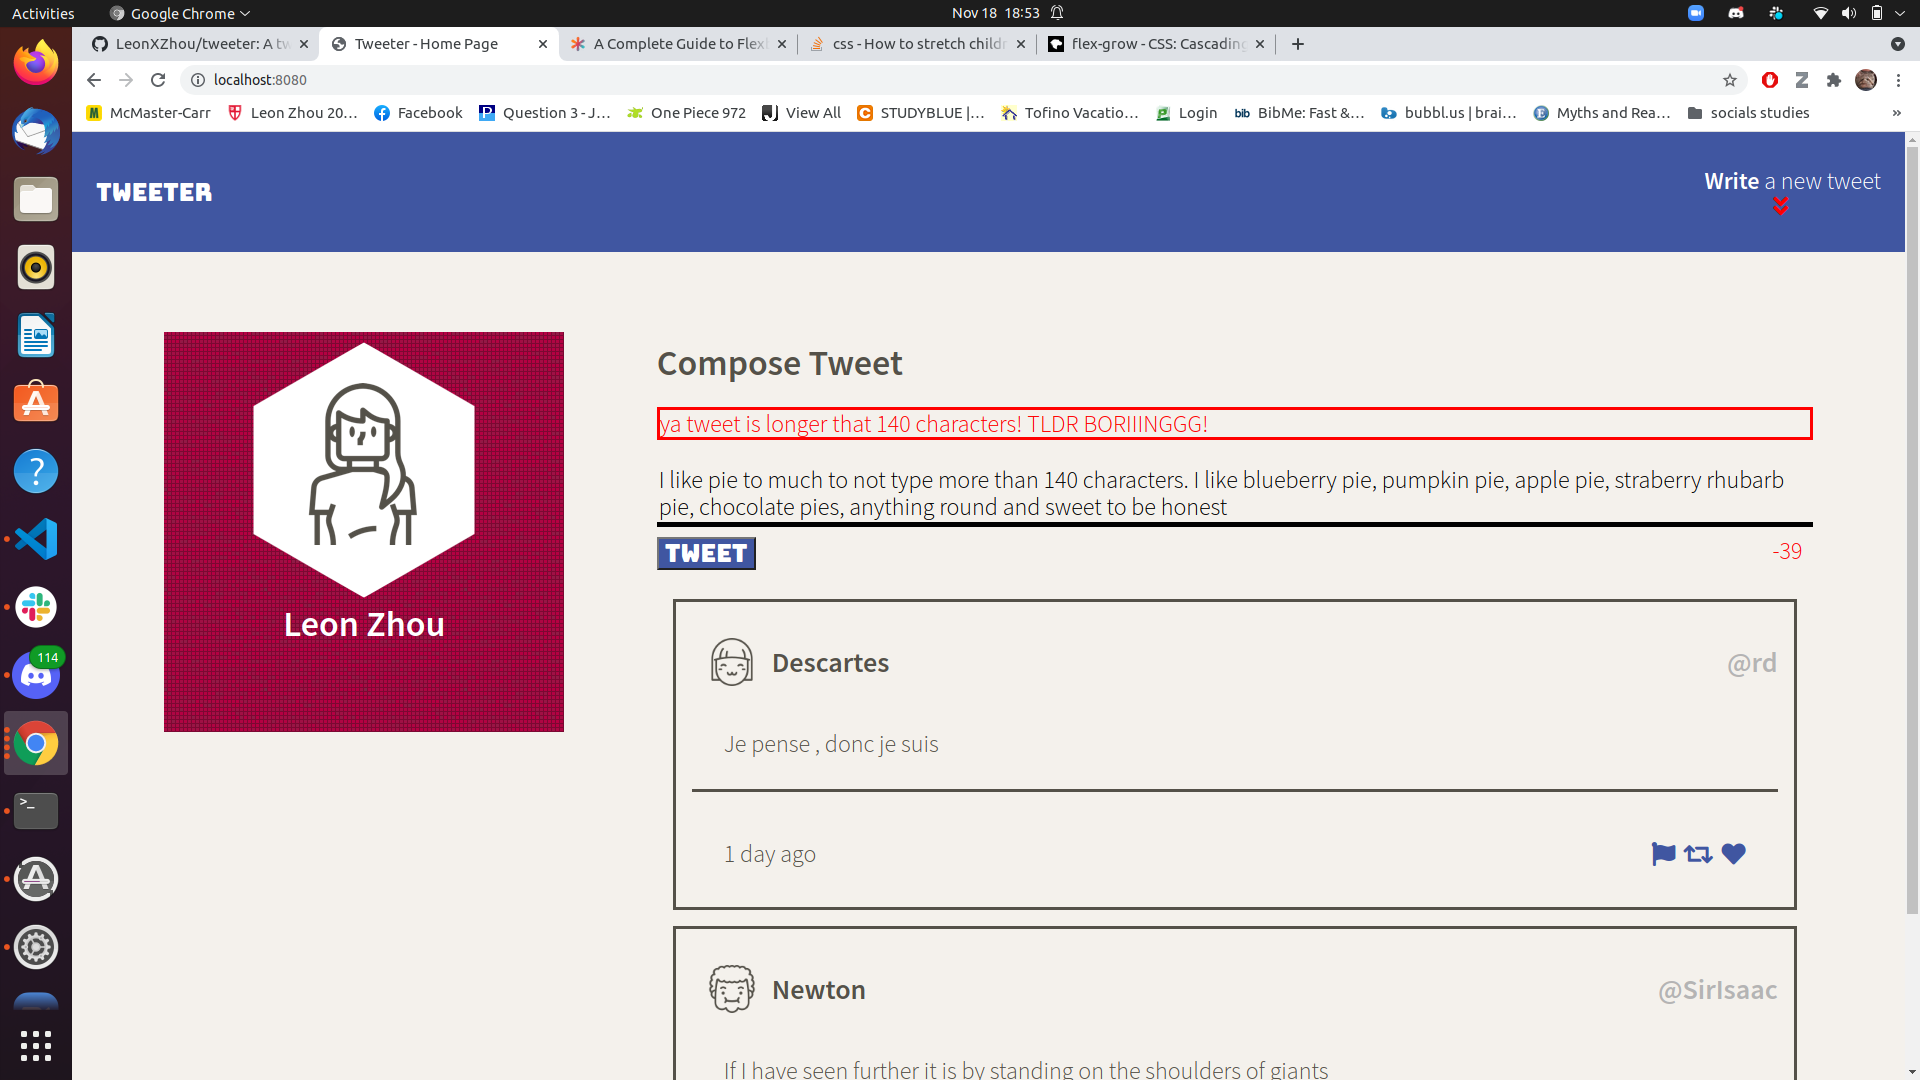 Activities
Google Chrome
Nov 18 18:53
LeonXZhou/tweeter: A tw
Tweeter - Home Page
A Complete Guide to Flex
css - How to stretch childr
flex-grow - CSS: Cascading
localhost:8080
McMaster-Carr
Leon Zhou 20...
Facebook
Question 3 - J...
One Piece 972
View All
STUDYBLUE |...
Tofino Vacatio...
Login
bib
BibMe: Fast &...
bubbl.us | brai...
Myths and Rea...
socials studies
»
TWEETER
Write a new tweet
Leon Zhou
Compose Tweet
ya tweet is longer that 140 characters! TLDR BORIIINGGG!
I like pie to much to not type more than 140 characters. I like blueberry pie, pumpkin pie, apple pie, straberry rhubarb
pie, chocolate pies, anything round and sweet to be honest
TWEET
-39
Descartes
@rd
Je pense , donc je suis
1 day ago
Newton
@SirIsaac
If I have seen further it is by standing on the shoulders of giants
114